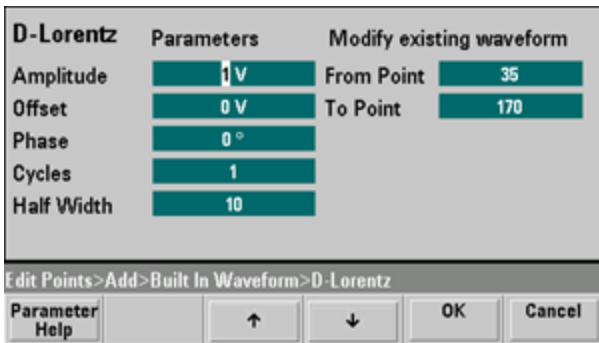 D-Lorentz Parameters Modify existing waveform
Amplitude 1 V From Point 35
Offset 0 V To Point 170
Phase 0 °
Cycles 1
Half Width 10
Edit Points>Add>Built In Waveform>D-Lorentz
Parameter Help ↑ ↓ OK Cancel